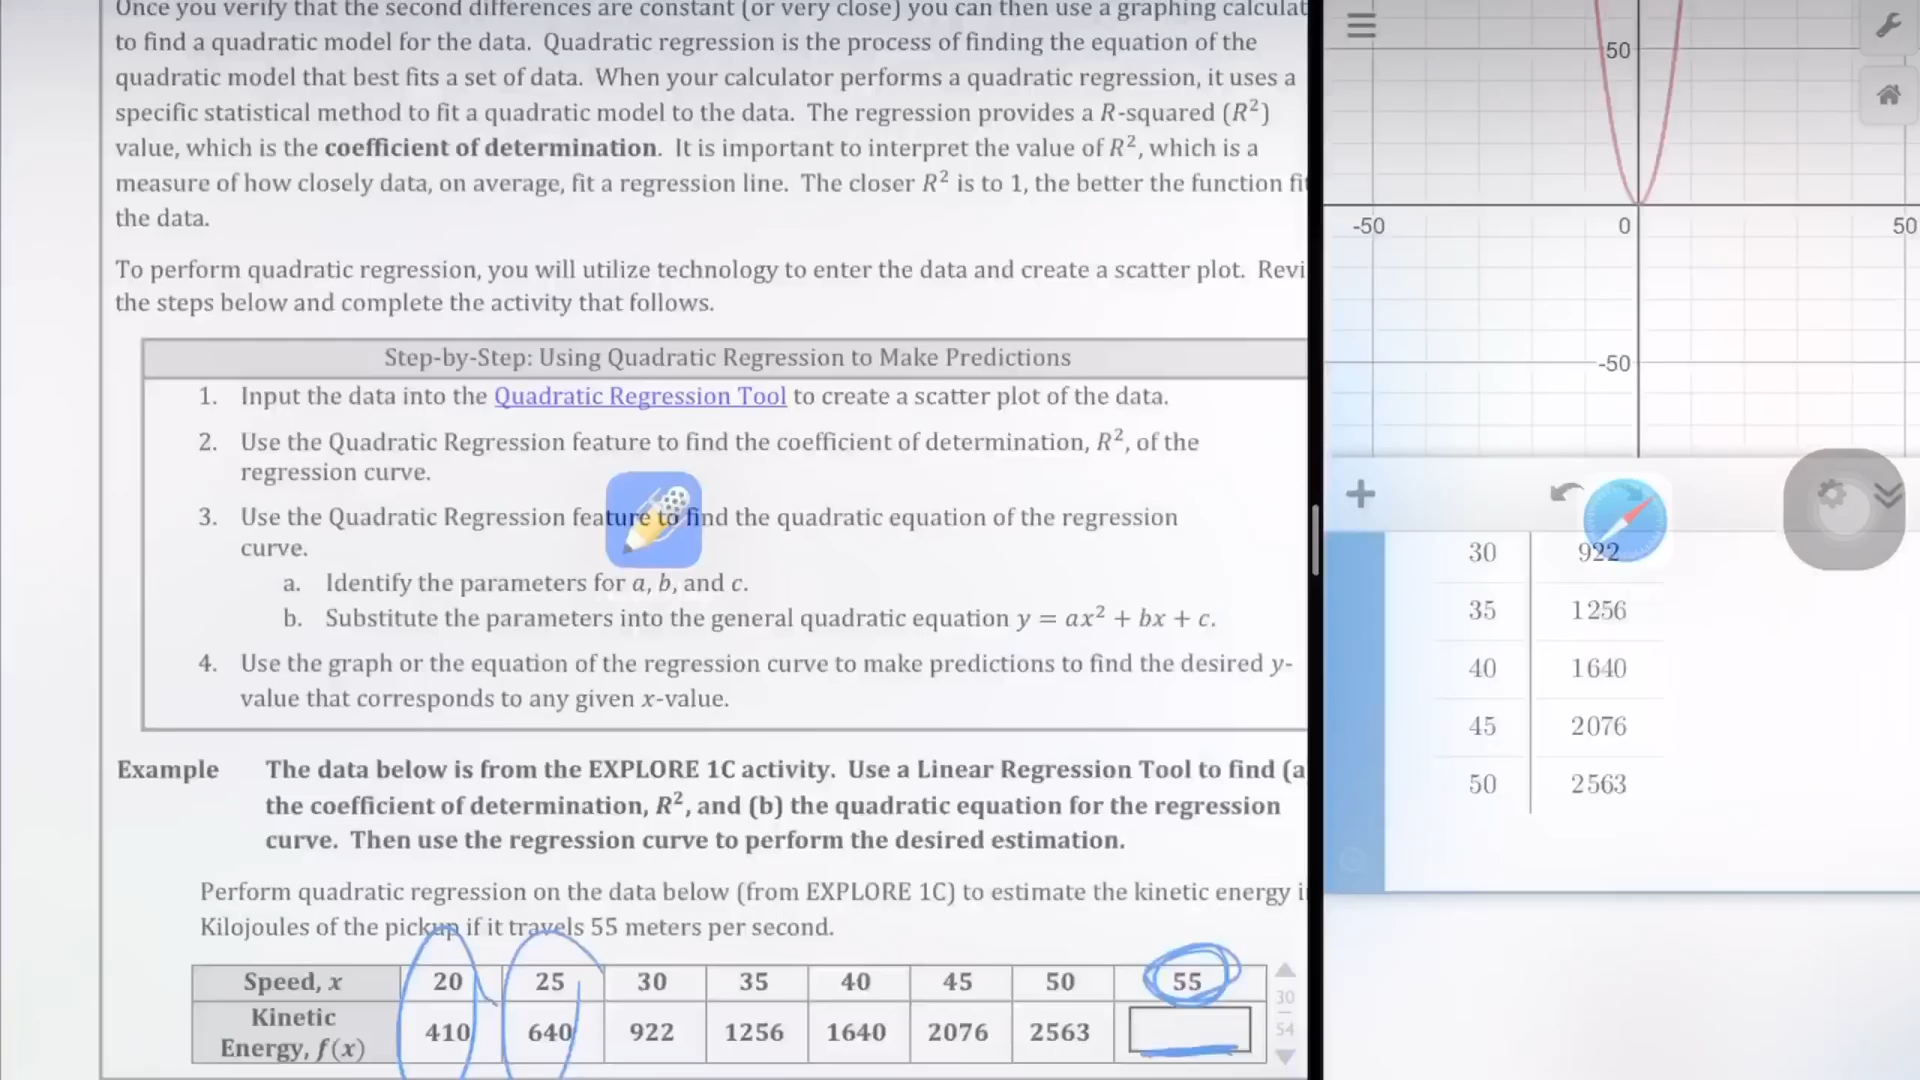 Once you verify that the second differences are constant (or very close) you can then use a graphing calculat
to find a quadratic model for the data. Quadratic regression is the process of finding the equation of the
quadratic model that best fits a set of data. When your calculator performs a quadratic regression, it uses a
specific statistical method to fit a quadratic model to the data. The regression provides a R-squared (R²)
value, which is the coefficient of determination. It is important to interpret the value of R², which is a
measure of how closely data, on average, fit a regression line. The closer R² is to 1, the better the function fi
the data.
To perform quadratic regression, you will utilize technology to enter the data and create a scatter plot. Revi
the steps below and complete the activity that follows.
Step-by-Step: Using Quadratic Regression to Make Predictions
1. Input the data into the Quadratic Regression Tool to create a scatter plot of the data.
2. Use the Quadratic Regression feature to find the coefficient of determination, R², of the
regression curve.
3. Use the Quadratic Regression feature to find the quadratic equation of the regression
curve.
a. Identify the parameters for a, b, and c.
b. Substitute the parameters into the general quadratic equation y = ax² + bx + c.
4. Use the graph or the equation of the regression curve to make predictions to find the desired y-
value that corresponds to any given x-value.
Example The data below is from the EXPLORE 1C activity. Use a Linear Regression Tool to find (a
the coefficient of determination, R², and (b) the quadratic equation for the regression
curve. Then use the regression curve to perform the desired estimation.
Perform quadratic regression on the data below (from EXPLORE 1C) to estimate the kinetic energy i
Kilojoules of the pickup if it travels 55 meters per second.
Speed, x 20 25 30 35 40 45 50 55
Kinetic
Energy, f(x) 410 640 922 1256 1640 2076 2563
30
54
50
-50 0 50
-50
30 922
35 1256
40 1640
45 2076
50 2563